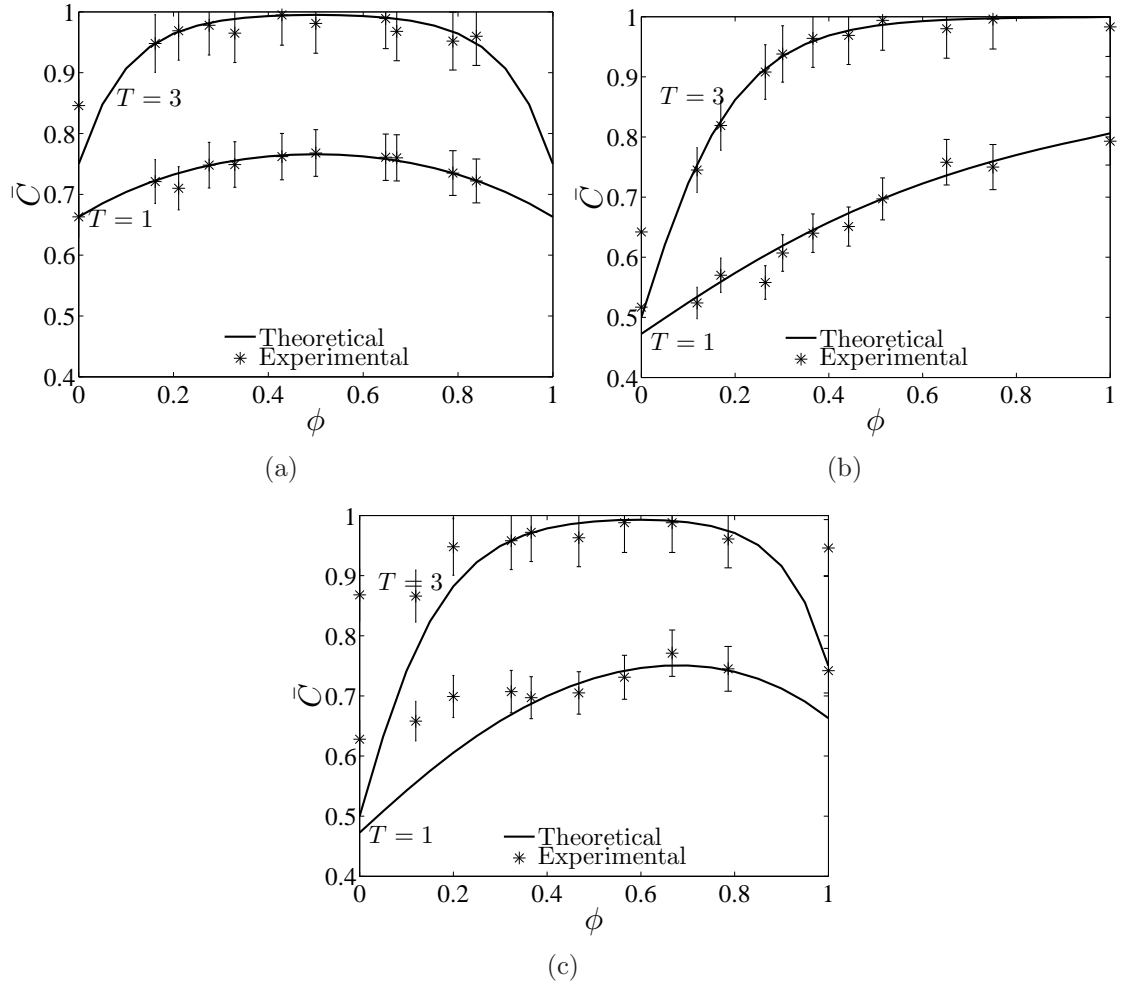 1
0.9
0.8
0.7
0.6
0.5
0.4
C̄
T = 3
T = 1
Theoretical
Experimental
0 0.2 0.4 0.6 0.8 1
ϕ
(a)
1
0.9
0.8
0.7
0.6
0.5
0.4
C̄
T = 3
T = 1
Theoretical
Experimental
0 0.2 0.4 0.6 0.8 1
ϕ
(b)
1
0.9
0.8
0.7
0.6
0.5
0.4
C̄
T = 3
T = 1
Theoretical
Experimental
0 0.2 0.4 0.6 0.8 1
ϕ
(c)